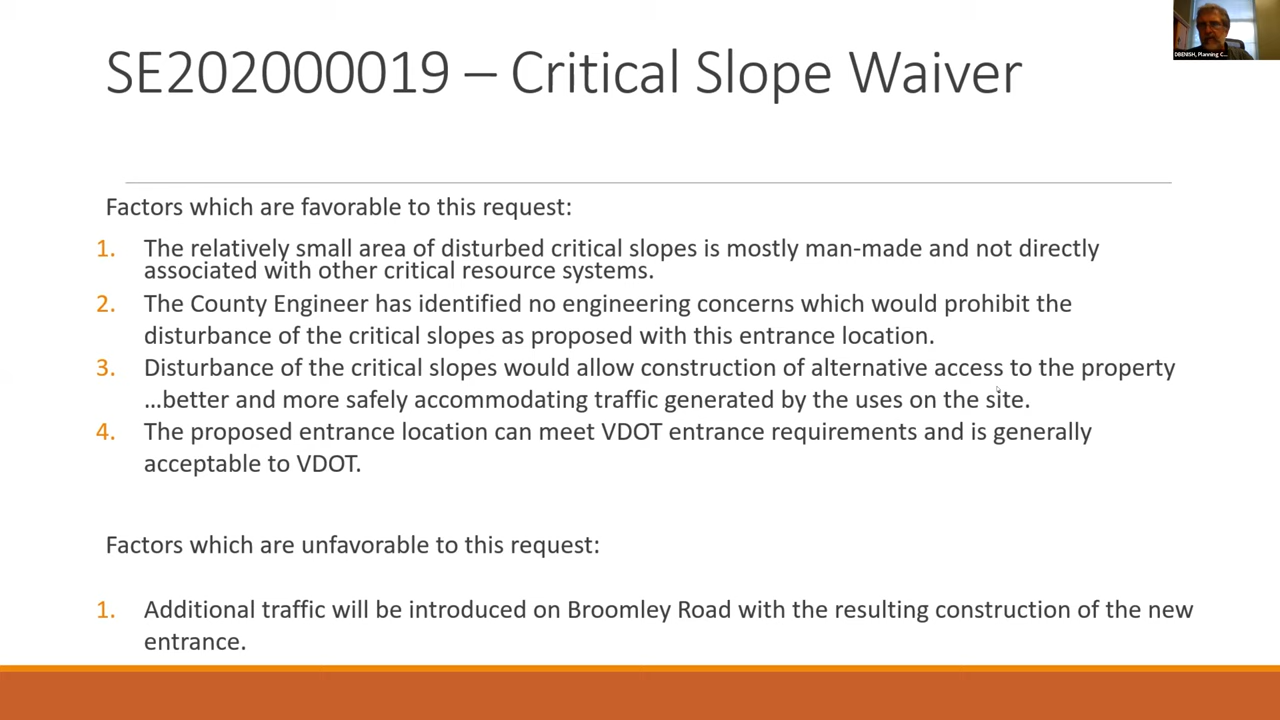 DBENISH, Planning C...
SE202000019 – Critical Slope Waiver
Factors which are favorable to this request:
1. The relatively small area of disturbed critical slopes is mostly man-made and not directly
associated with other critical resource systems.
2. The County Engineer has identified no engineering concerns which would prohibit the
disturbance of the critical slopes as proposed with this entrance location.
3. Disturbance of the critical slopes would allow construction of alternative access to the property
...better and more safely accommodating traffic generated by the uses on the site.
4. The proposed entrance location can meet VDOT entrance requirements and is generally
acceptable to VDOT.
Factors which are unfavorable to this request:
1. Additional traffic will be introduced on Broomley Road with the resulting construction of the new
entrance.